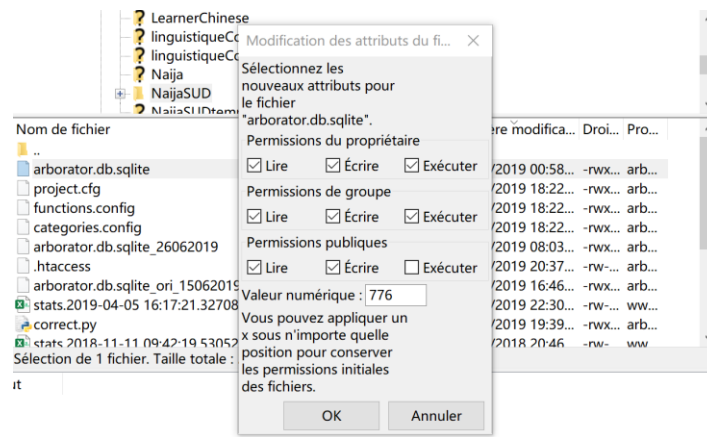 LearnerChinese
linguistiqueCo
linguistiqueCo
Naija
NaijaSUD
NaijaSUDtem
Modification des attributs du fi...
Sélectionnez les
nouveaux attributs pour
le fichier
"arborator.db.sqlite".
Permissions du propriétaire
Lire Écrire Exécuter
Permissions de groupe
Lire Écrire Exécuter
Permissions publiques
Lire Écrire Exécuter
Valeur numérique : 776
Vous pouvez appliquer un
x sous n'importe quelle
position pour conserver
les permissions initiales
des fichiers.
OK Annuler
Nom de fichier ère modifica... Droi... Pro...
..
arborator.db.sqlite /2019 00:58... -rwx... arb...
project.cfg /2019 18:22... -rwx... arb...
functions.config /2019 18:22... -rwx... arb...
categories.config /2019 18:22... -rwx... arb...
arborator.db.sqlite_26062019 /2019 08:03... -rwx... arb...
.htaccess /2019 20:37... -rw-... arb...
arborator.db.sqlite_ori_15062019 /2019 16:46... -rwx... arb...
stats.2019-04-05 16:17:21.32708 /2019 22:30... -rw-... ww...
correct.py /2019 19:39... -rwx... arb...
stats.2018-11-11 09:42:19.53052 /2018 20:46... -rw-... ww...
Sélection de 1 fichier. Taille totale :
ut